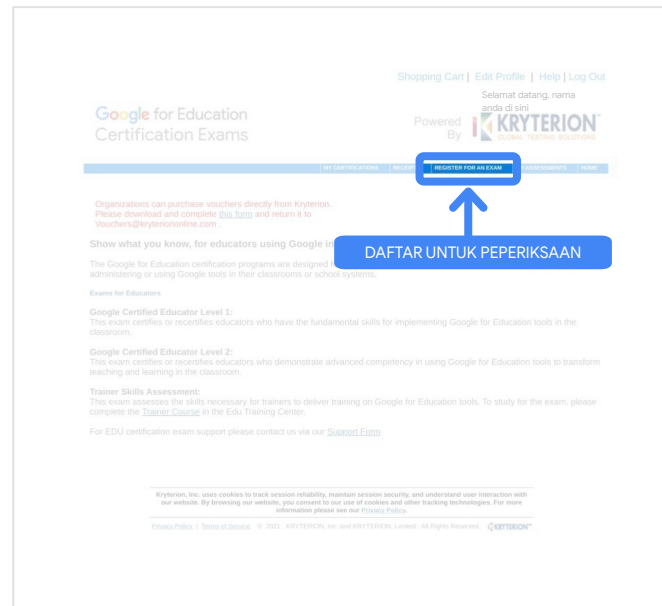 Shopping Cart | Edit Profile | Help | Log Out
Selamat datang, nama
anda di sini
Google for Education
Certification Exams
Powered
By
KRYTERION™
GLOBAL TESTING SOLUTIONS
MY CERTIFICATIONS | RECEIPTS | REGISTER FOR AN EXAM | ASSESSMENTS | HOME
DAFTAR UNTUK PEPERIKSAAN
Organizations can purchase vouchers directly from Kryterion.
Please download and complete this form and return it to
Vouchers@kryteriononline.com .
Show what you know, for educators using Google in
The Google for Education certification programs are designed
administering or using Google tools in their classrooms or school systems.
Exams for Educators
Google Certified Educator Level 1:
This exam certifies or recertifies educators who have the fundamental skills for implementing Google for Education tools in the
classroom.
Google Certified Educator Level 2:
This exam certifies or recertifies educators who demonstrate advanced competency in using Google for Education tools to transform
teaching and learning in the classroom.
Trainer Skills Assessment:
This exam assesses the skills necessary for trainers to deliver training on Google for Education tools. To study for the exam, please
complete the Trainer Course in the Edu Training Center.
For EDU certification exam support please contact us via our Support Form
Kryterion, Inc. uses cookies to track session reliability, maintain session security, and understand user interaction with
our website. By browsing our website, you consent to our use of cookies and other tracking technologies. For more
information please see our Privacy Policy.
Privacy Policy | Terms of Service © 2021 . KRYTERION, Inc. and KRYTERION, Limited - All Rights Reserved. KRYTERION™